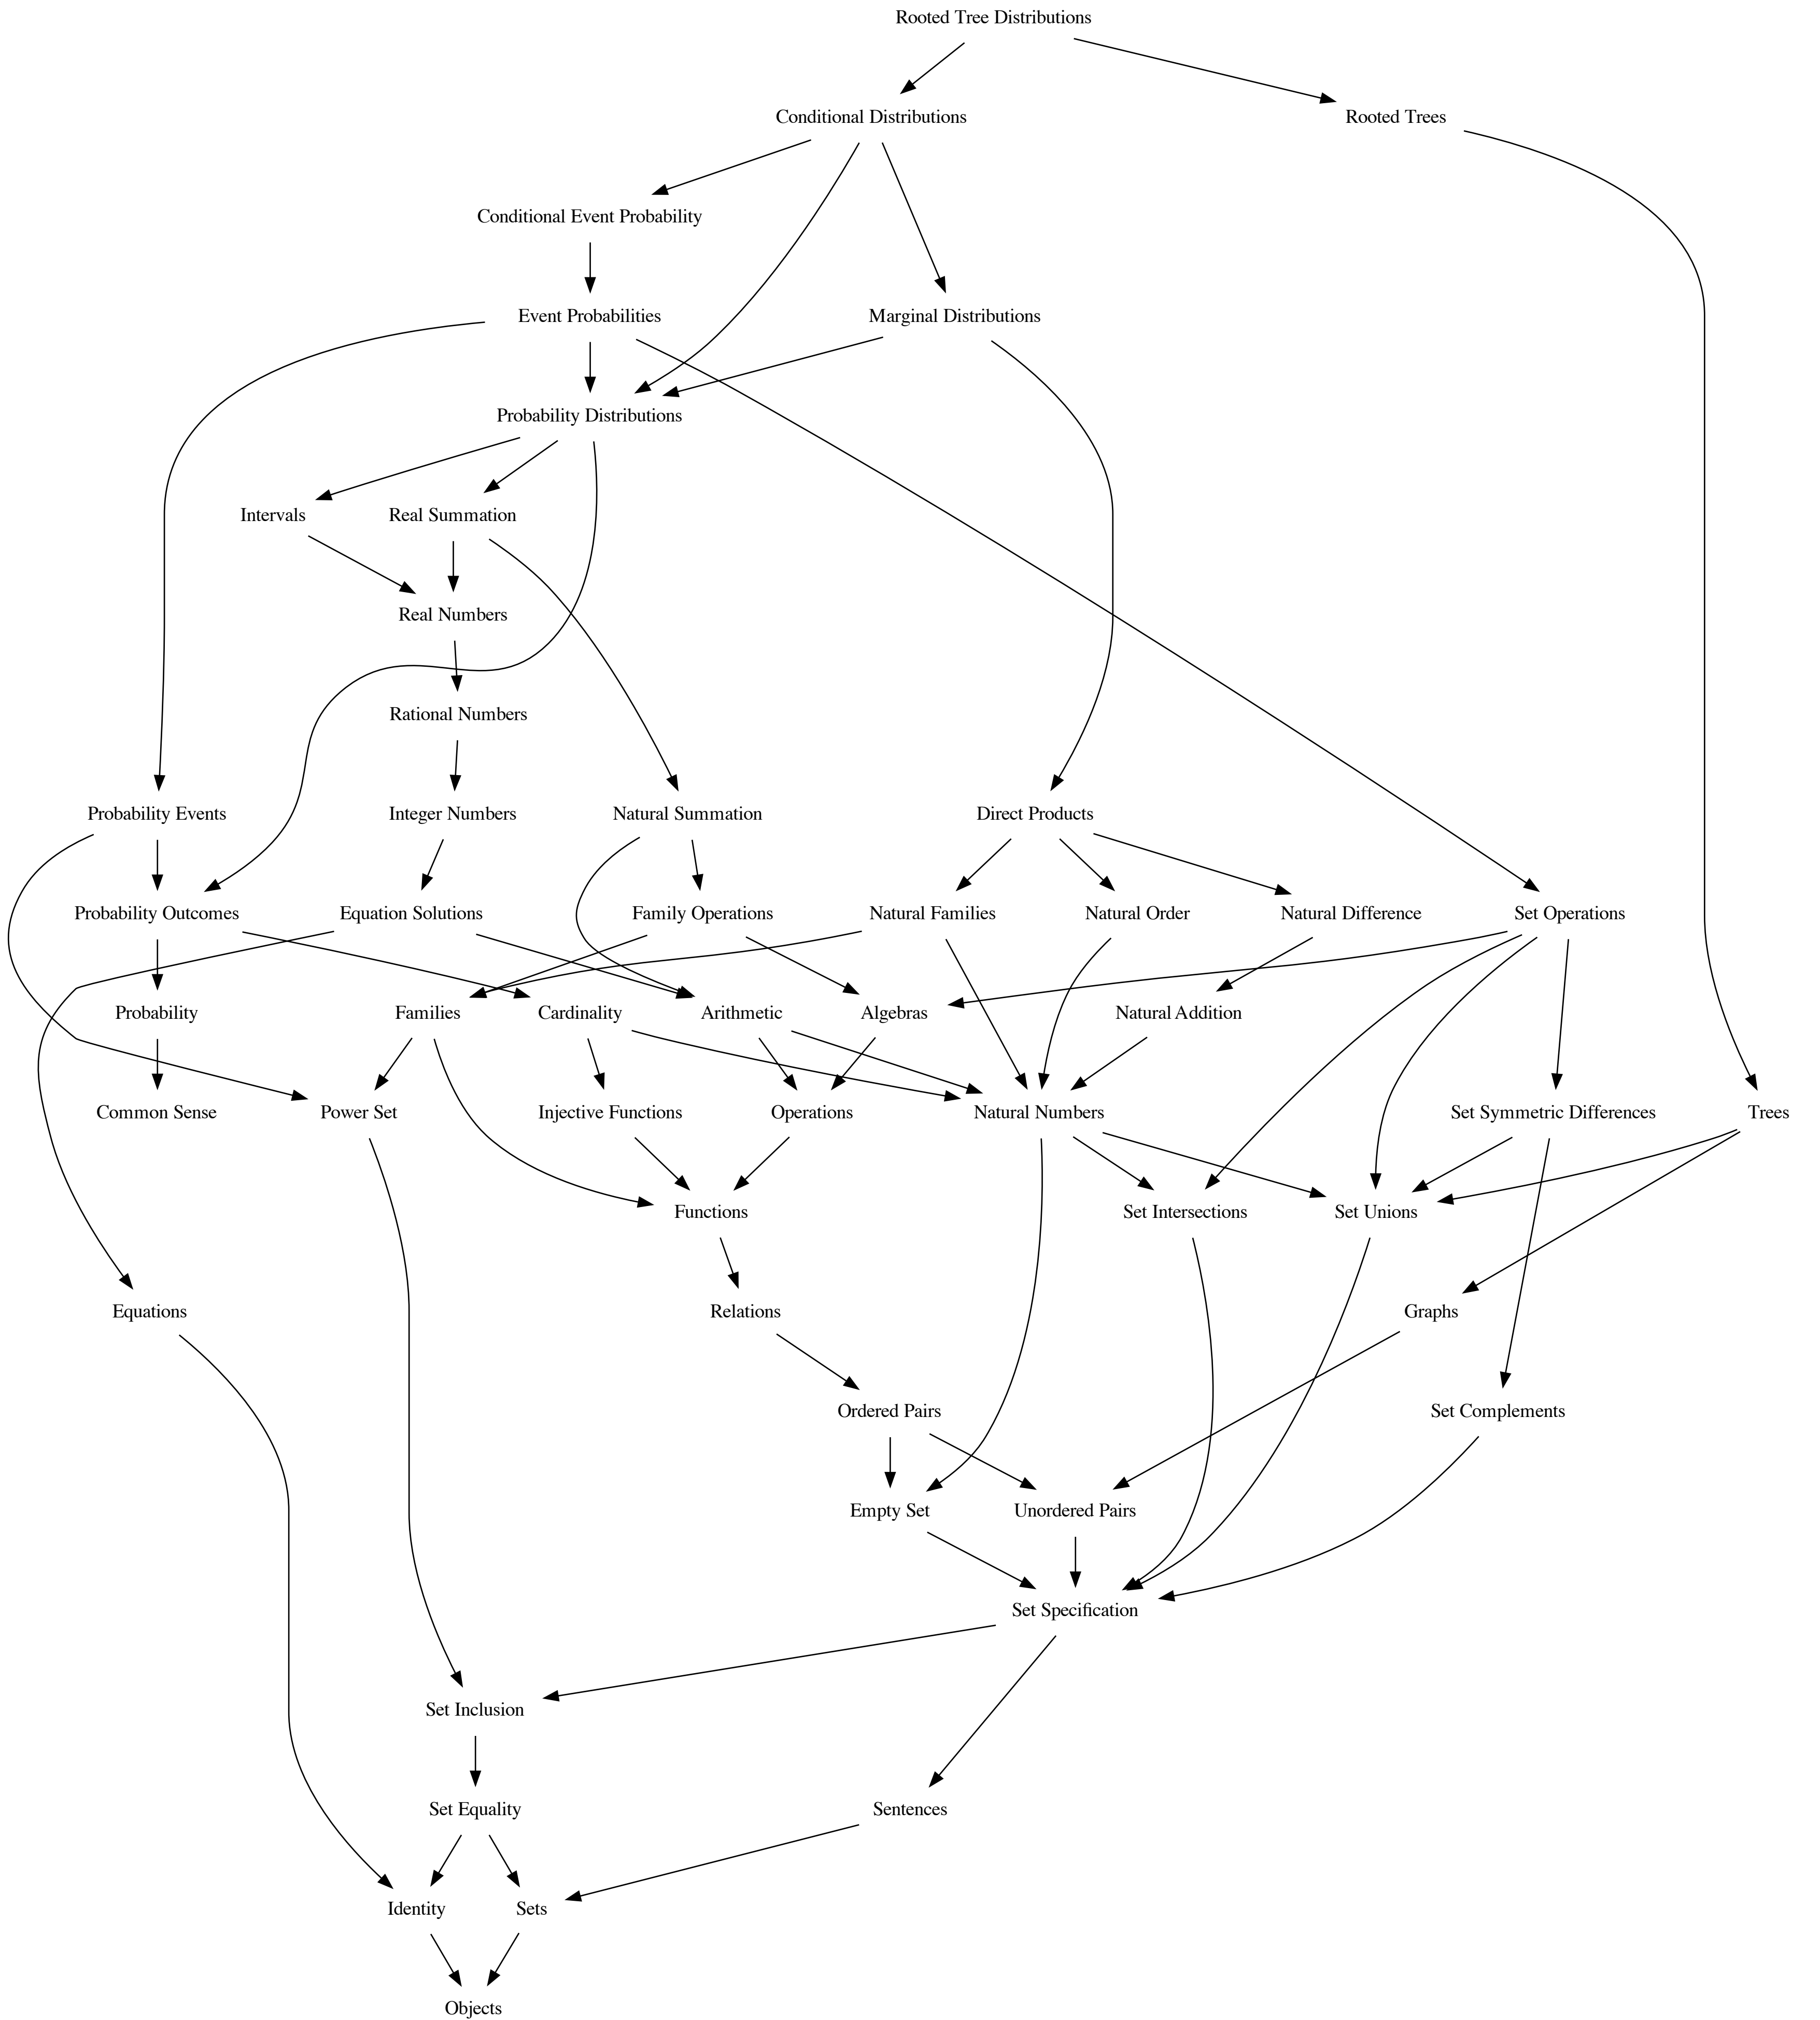 Rooted Tree Distributions
Conditional Distributions
Rooted Trees
Conditional Event Probability
Event Probabilities
Marginal Distributions
Probability Distributions
Intervals
Real Summation
Real Numbers
Rational Numbers
Probability Events
Integer Numbers
Natural Summation
Direct Products
Probability Outcomes
Equation Solutions
Family Operations
Natural Families
Natural Order
Natural Difference
Set Operations
Probability
Families
Cardinality
Arithmetic
Algebras
Natural Addition
Common Sense
Power Set
Injective Functions
Operations
Natural Numbers
Set Symmetric Differences
Trees
Functions
Set Intersections
Set Unions
Equations
Relations
Graphs
Ordered Pairs
Set Complements
Empty Set
Unordered Pairs
Set Specification
Set Inclusion
Set Equality
Sentences
Identity
Sets
Objects